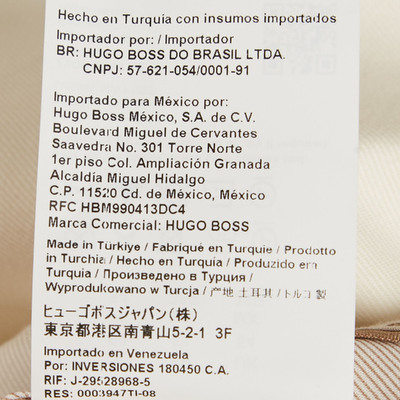 Hecho en Turquía con insumos importados
Importador por: / Importador
BR: HUGO BOSS DO BRASIL LTDA.
CNPJ: 57-621-054/0001-91
Importado para México por:
Hugo Boss México, S.A. de C.V.
Boulevard Miguel de Cervantes
Saavedra No. 301 Torre Norte
1er piso Col. Ampliación Granada
Alcaldía Miguel Hidalgo
C.P. 11520 Cd. de México, México
RFC HBM990413DC4
Marca Comercial: HUGO BOSS
Made in Türkiye / Fabriqué en Turquie / Prodotto
in Turchia / Hecho en Turquía / Produzido em
Turquia / Произведено в Турции /
Wyprodukowano w Turcja / 产地 土耳其 / トルコ 製
ヒューゴボスジャパン(株)
東京都港区南青山5-2-1 3F
Importado en Venezuela
Por: INVERSIONES 180450 C.A.
RIF: J-29528968-5
RES: 0003947TI-08